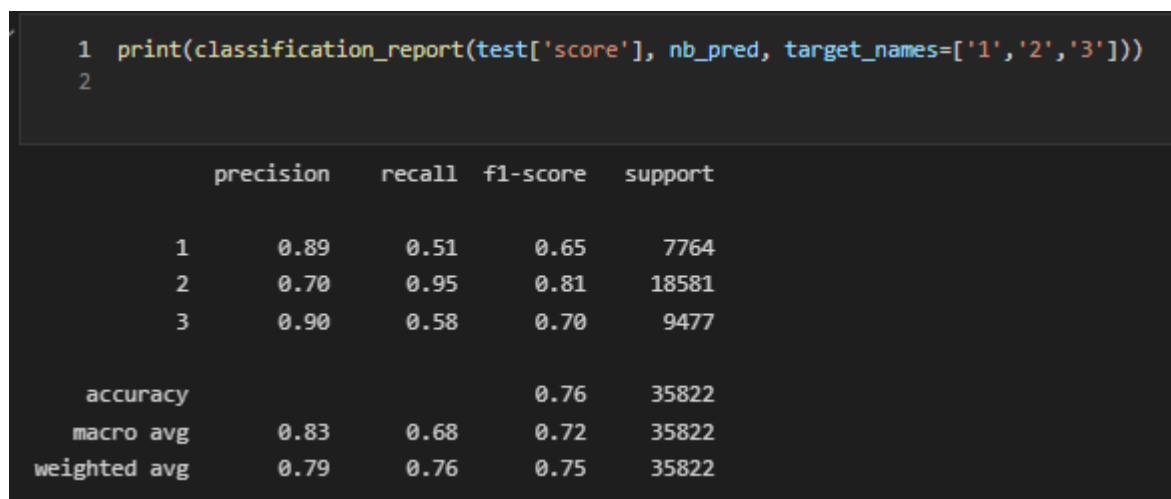 1 print(classification_report(test['score'], nb_pred, target_names=['1','2','3']))
2
precision recall f1-score support
1 0.89 0.51 0.65 7764
2 0.70 0.95 0.81 18581
3 0.90 0.58 0.70 9477
accuracy 0.76 35822
macro avg 0.83 0.68 0.72 35822
weighted avg 0.79 0.76 0.75 35822